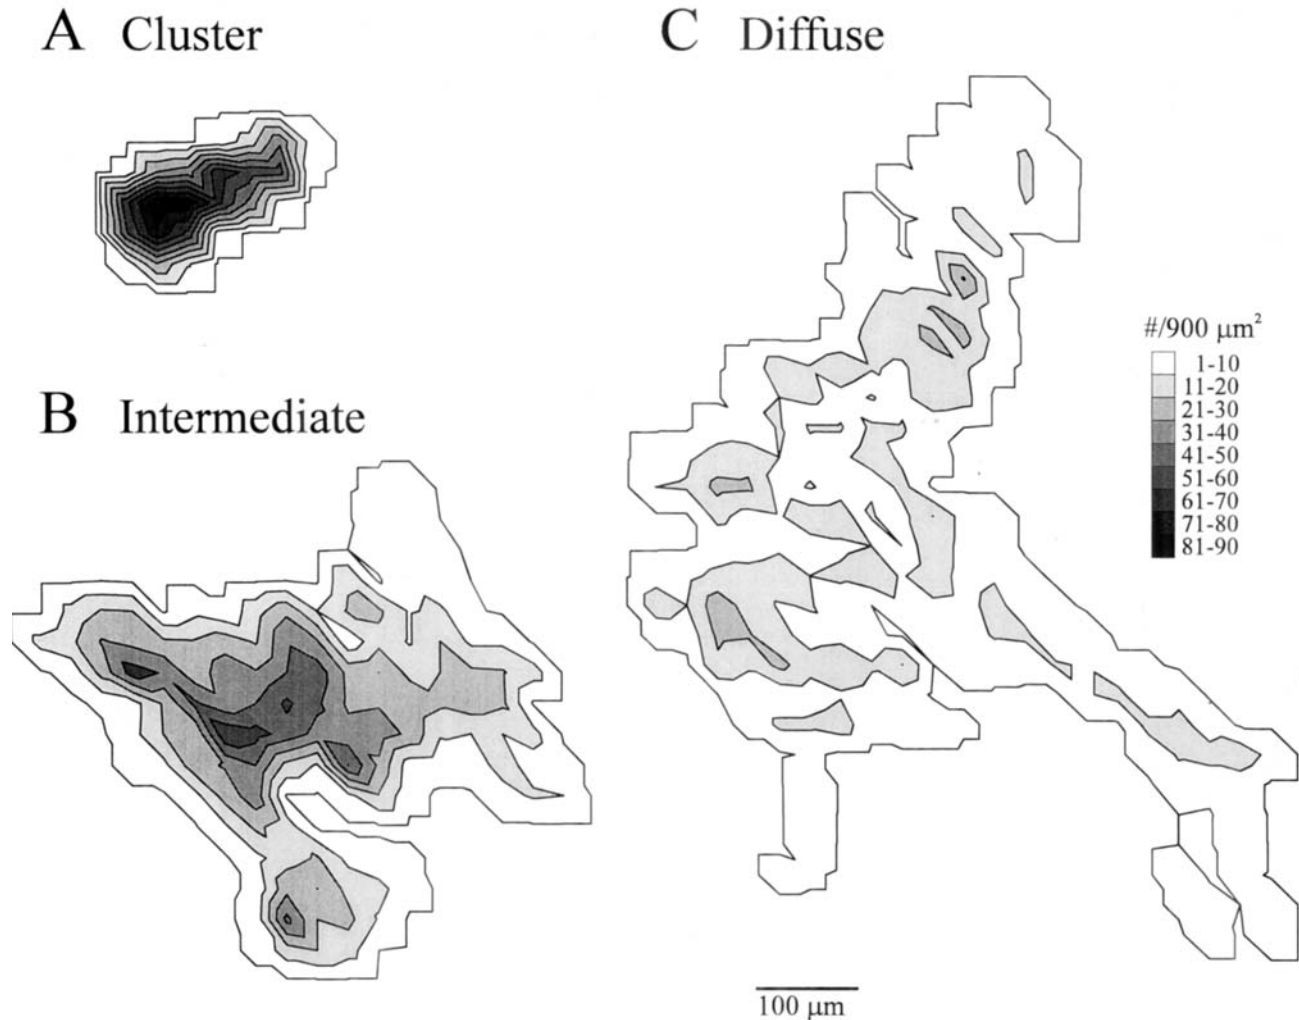 A Cluster
C Diffuse
B Intermediate
#/900 μm²
1-10
11-20
21-30
31-40
41-50
51-60
61-70
71-80
81-90
100 μm